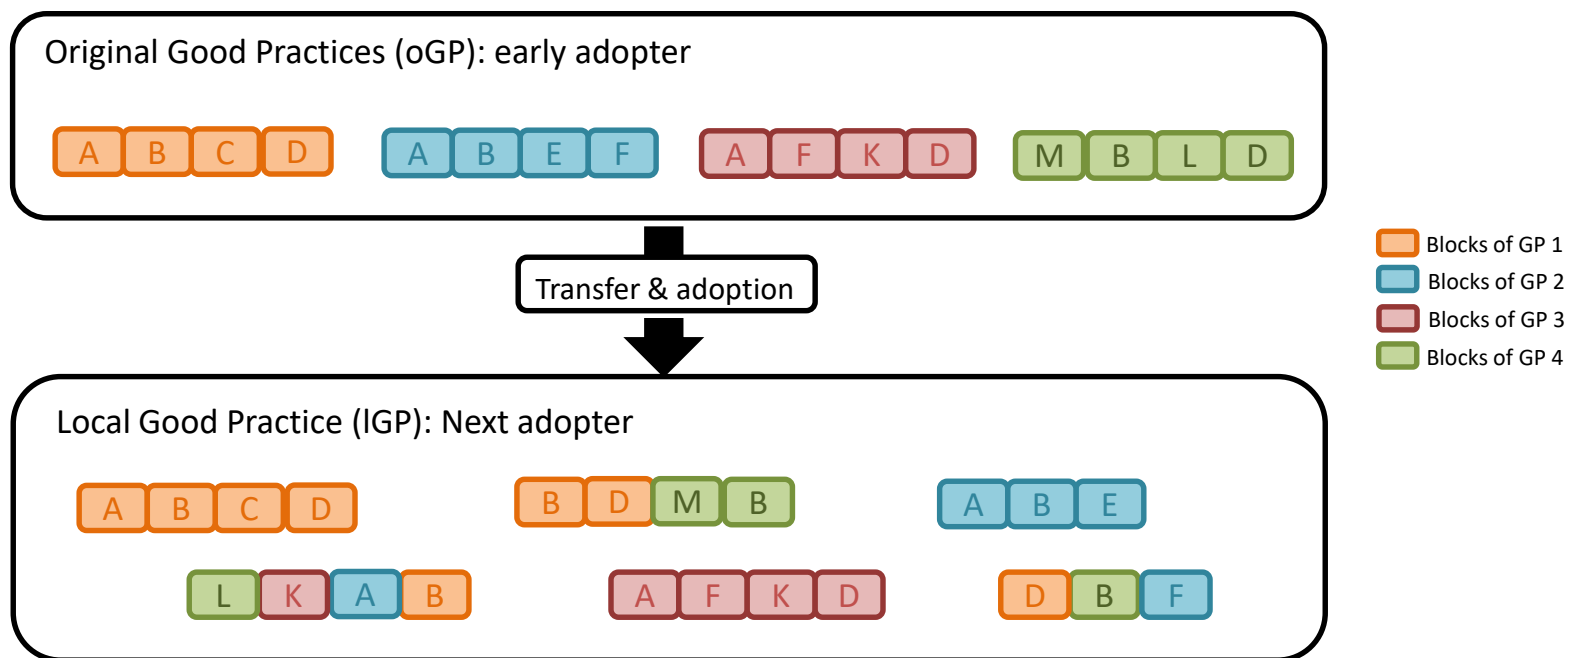 Original Good Practices (oGP): early adopter
A B C D A B E F A F K D M B L D
Transfer & adoption
Blocks of GP 1
Blocks of GP 2
Blocks of GP 3
Blocks of GP 4
Local Good Practice (lGP): Next adopter
A B C D B D M B A B E
L K A B A F K D D B F